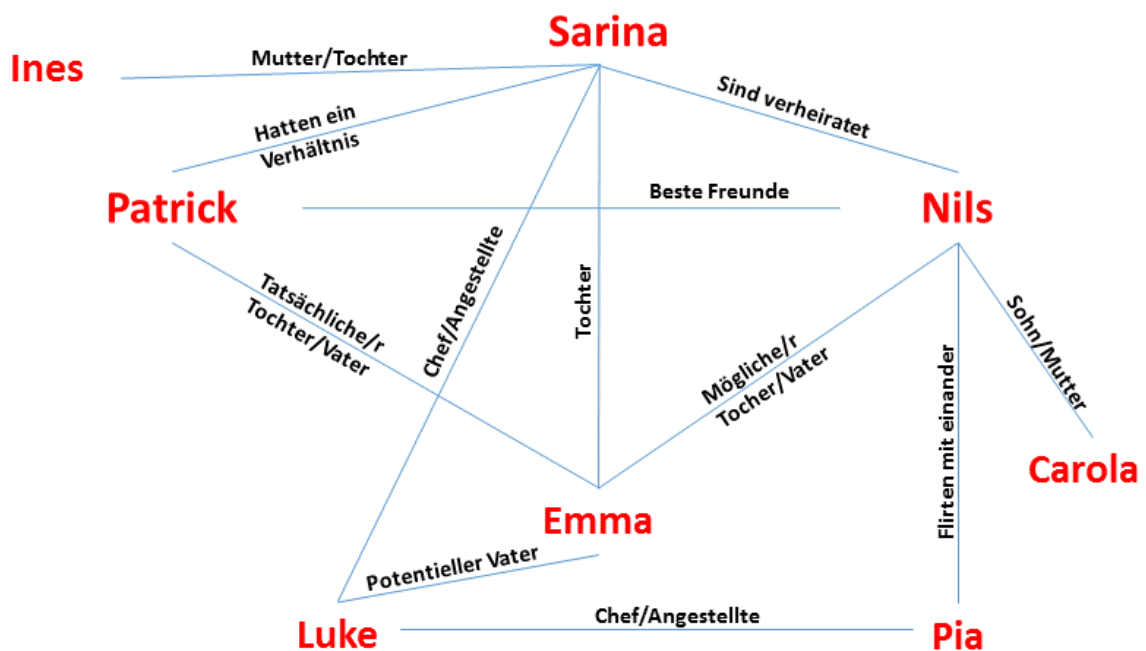 Sarina
Ines
Mutter/Tochter
Sind verheiratet
Hatten ein
Verhältnis
Patrick
Beste Freunde
Nils
Chef/Angestellte
Tochter
Tatsächliche/r
Tochter/Vater
Mögliche/r
Tocher/Vater
Flirten mit einander
Sohn/Mutter
Carola
Emma
Potentieller Vater
Luke
Chef/Angestellte
Pia